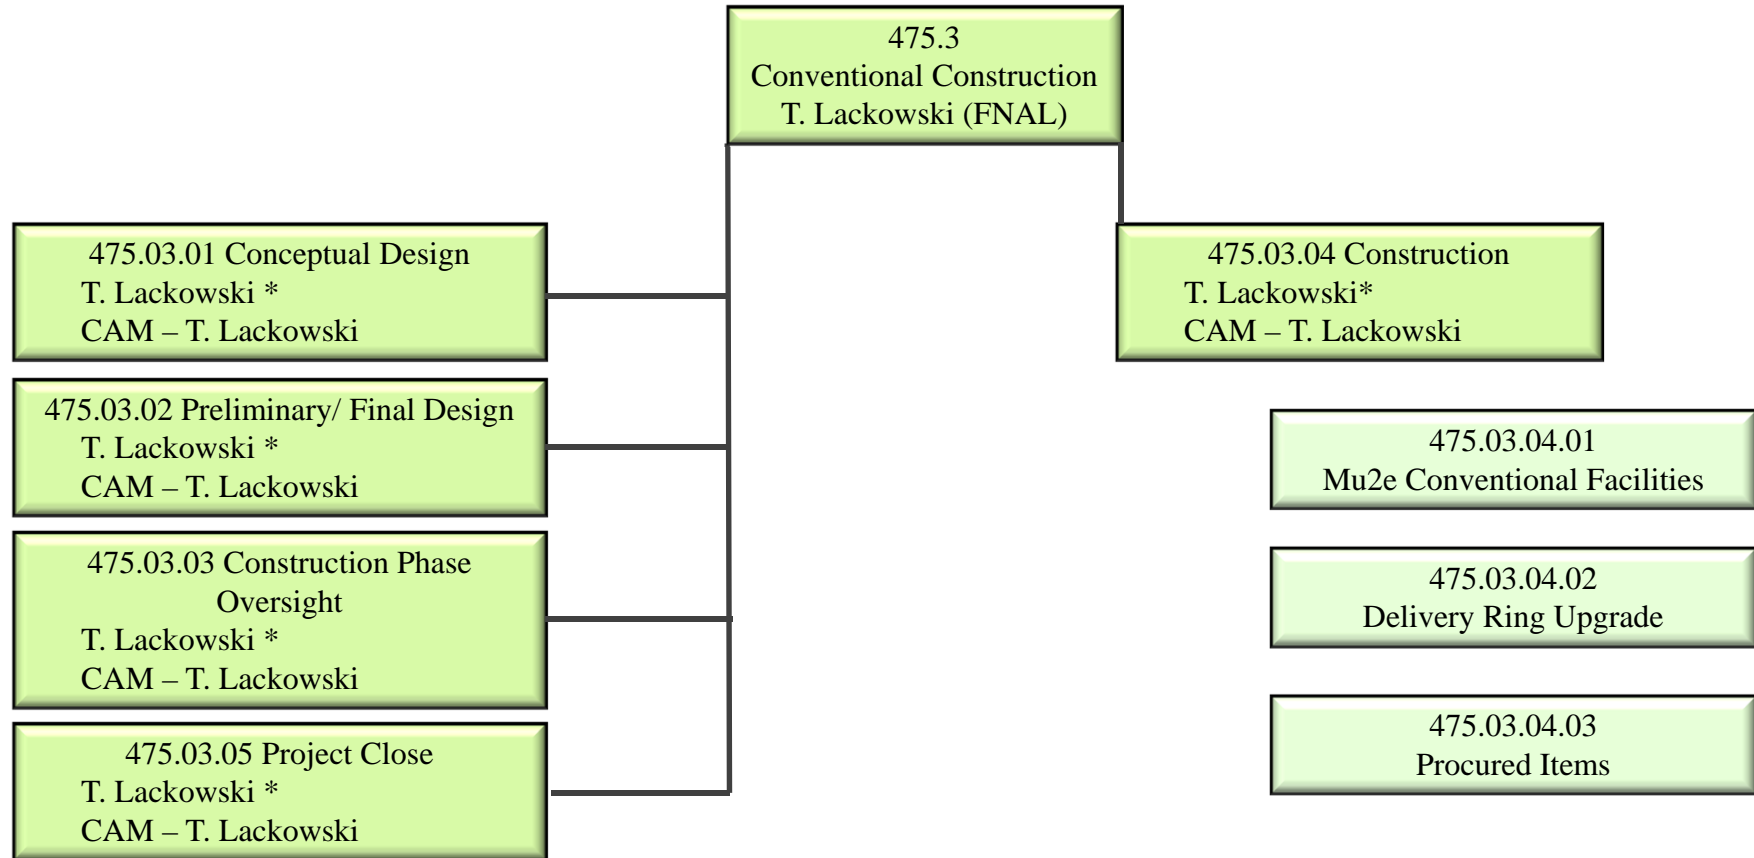 475.3
Conventional Construction
T. Lackowski (FNAL)
475.03.01 Conceptual Design
T. Lackowski *
CAM – T. Lackowski
475.03.02 Preliminary/ Final Design
T. Lackowski *
CAM – T. Lackowski
475.03.03 Construction Phase
Oversight
T. Lackowski *
CAM – T. Lackowski
475.03.05 Project Close
T. Lackowski *
CAM – T. Lackowski
475.03.04 Construction
T. Lackowski*
CAM – T. Lackowski
475.03.04.01
Mu2e Conventional Facilities
475.03.04.02
Delivery Ring Upgrade
475.03.04.03
Procured Items